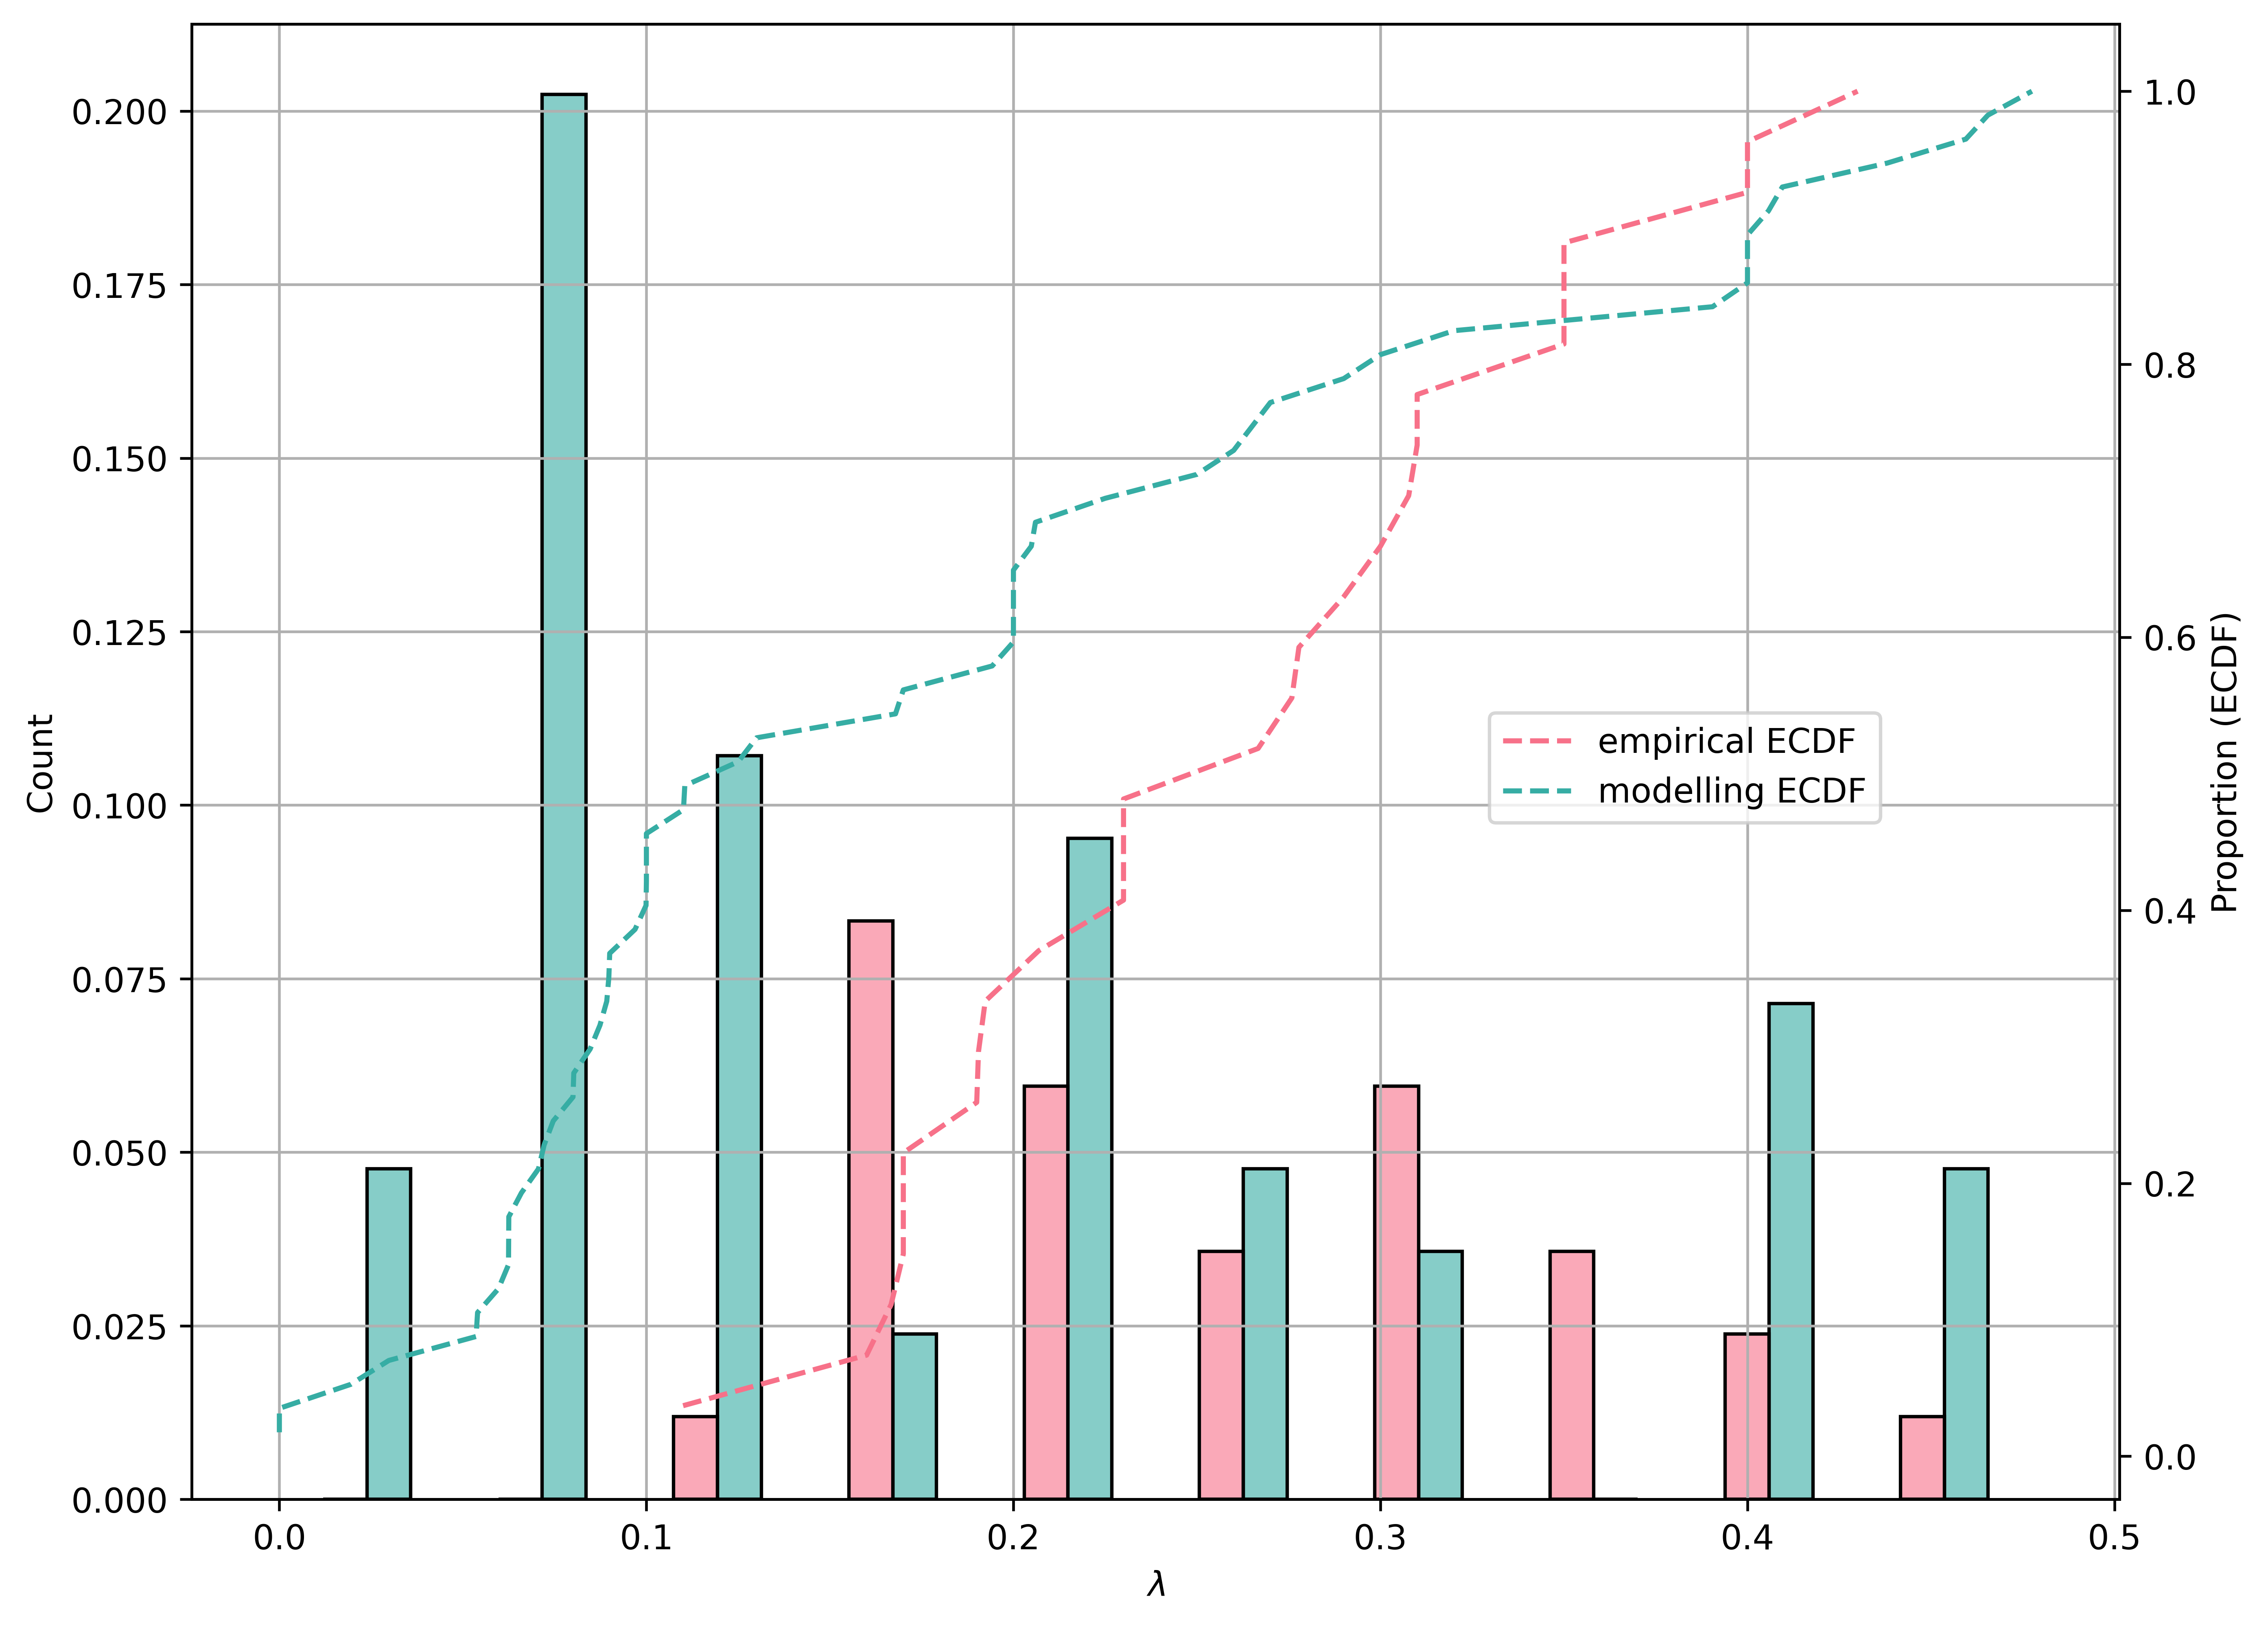 0.200
0.175
0.150
0.125
0.100
0.075
0.050
0.025
0.000
Count
1.0
0.8
0.6
0.4
0.2
0.0
Proportion (ECDF)
empirical ECDF
modelling ECDF
0.0 0.1 0.2 0.3 0.4 0.5
λ